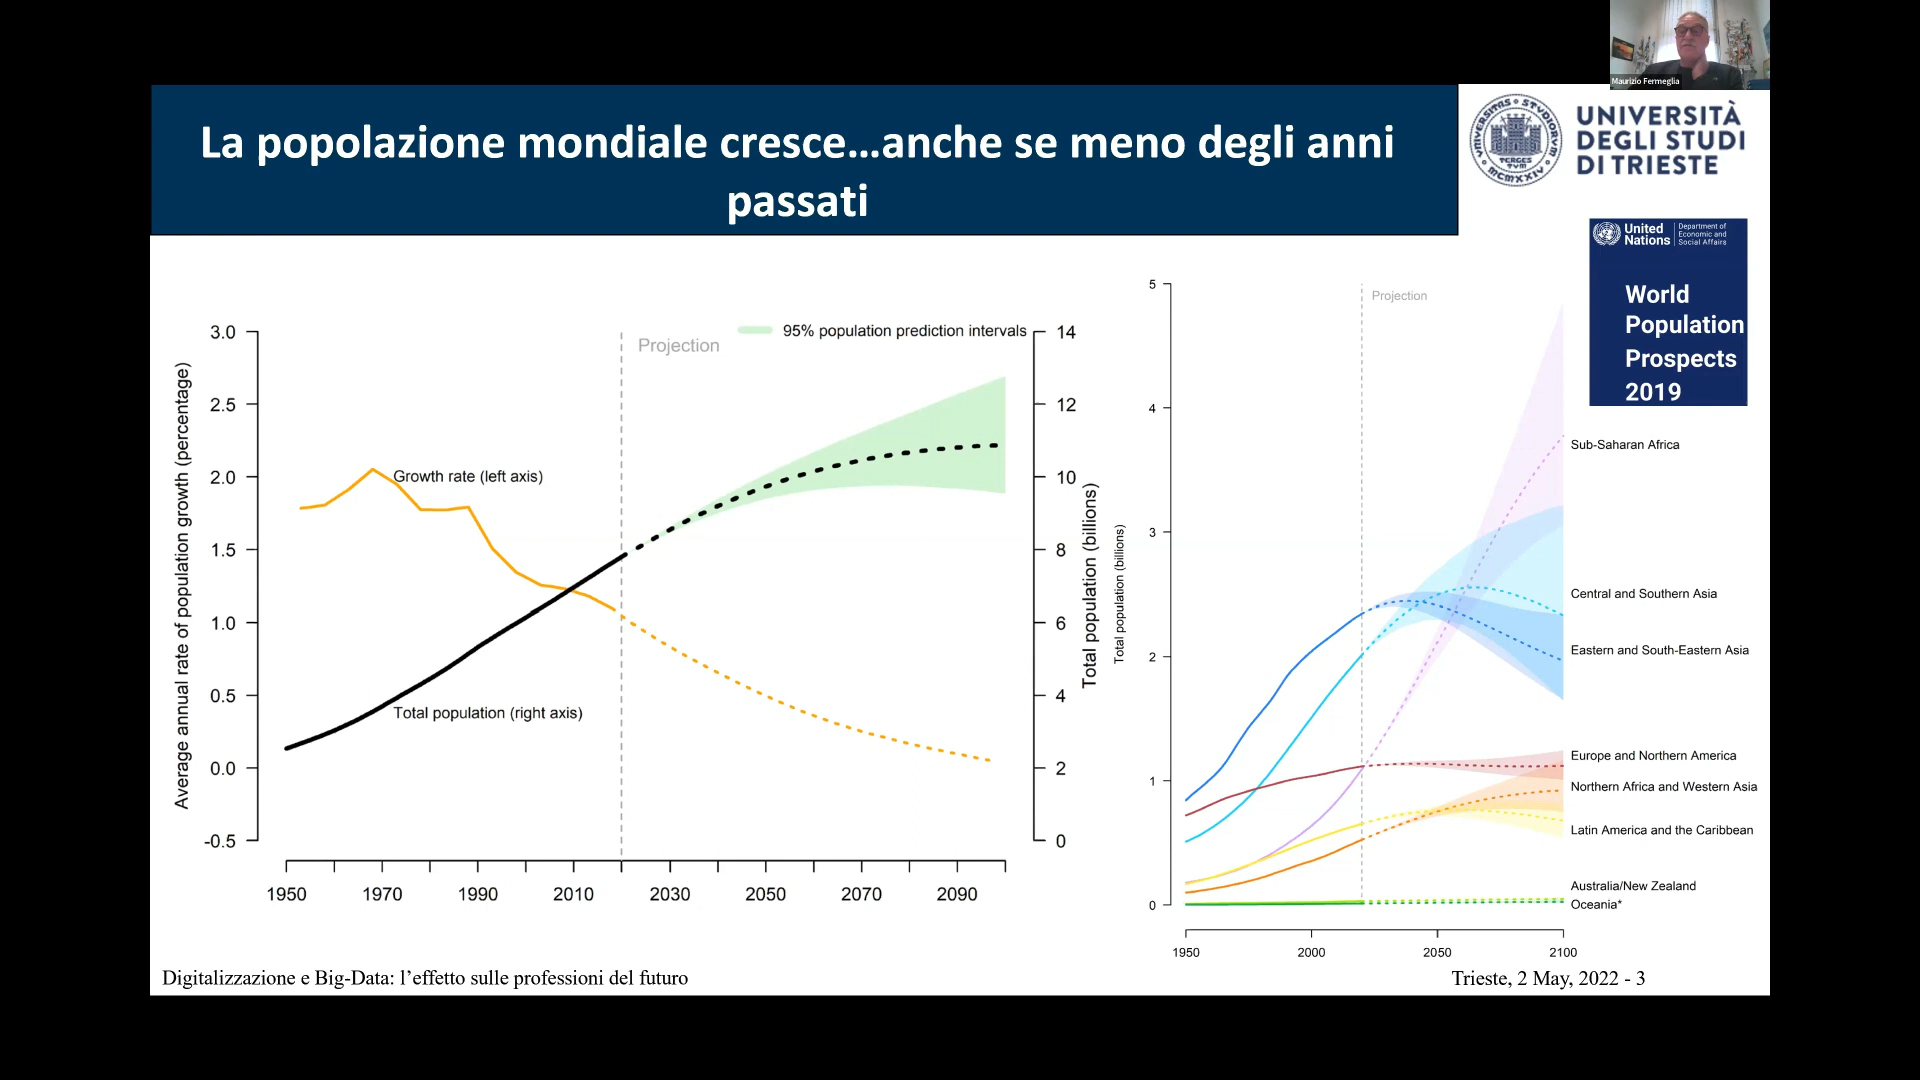 Maurizio Fermeglia
La popolazione mondiale cresce...anche se meno degli anni
passati
UNIVERSITÀ
DEGLI STUDI
DI TRIESTE
United
Nations
Department of
Economic and
Social Affairs
World
Population
Prospects
2019
Average annual rate of population growth (percentage)
3.0
2.5
2.0
1.5
1.0
0.5
0.0
-0.5
Projection
95% population prediction intervals
Growth rate (left axis)
Total population (right axis)
14
12
10
8
6
4
2
0
Total population (billions)
1950
1970
1990
2010
2030
2050
2070
2090
Total population (billions)
5
4
3
2
1
0
Projection
Sub-Saharan Africa
Central and Southern Asia
Eastern and South-Eastern Asia
Europe and Northern America
Northern Africa and Western Asia
Latin America and the Caribbean
Australia/New Zealand
Oceania*
1950
2000
2050
2100
Digitalizzazione e Big-Data: l'effetto sulle professioni del futuro
Trieste, 2 May, 2022 - 3